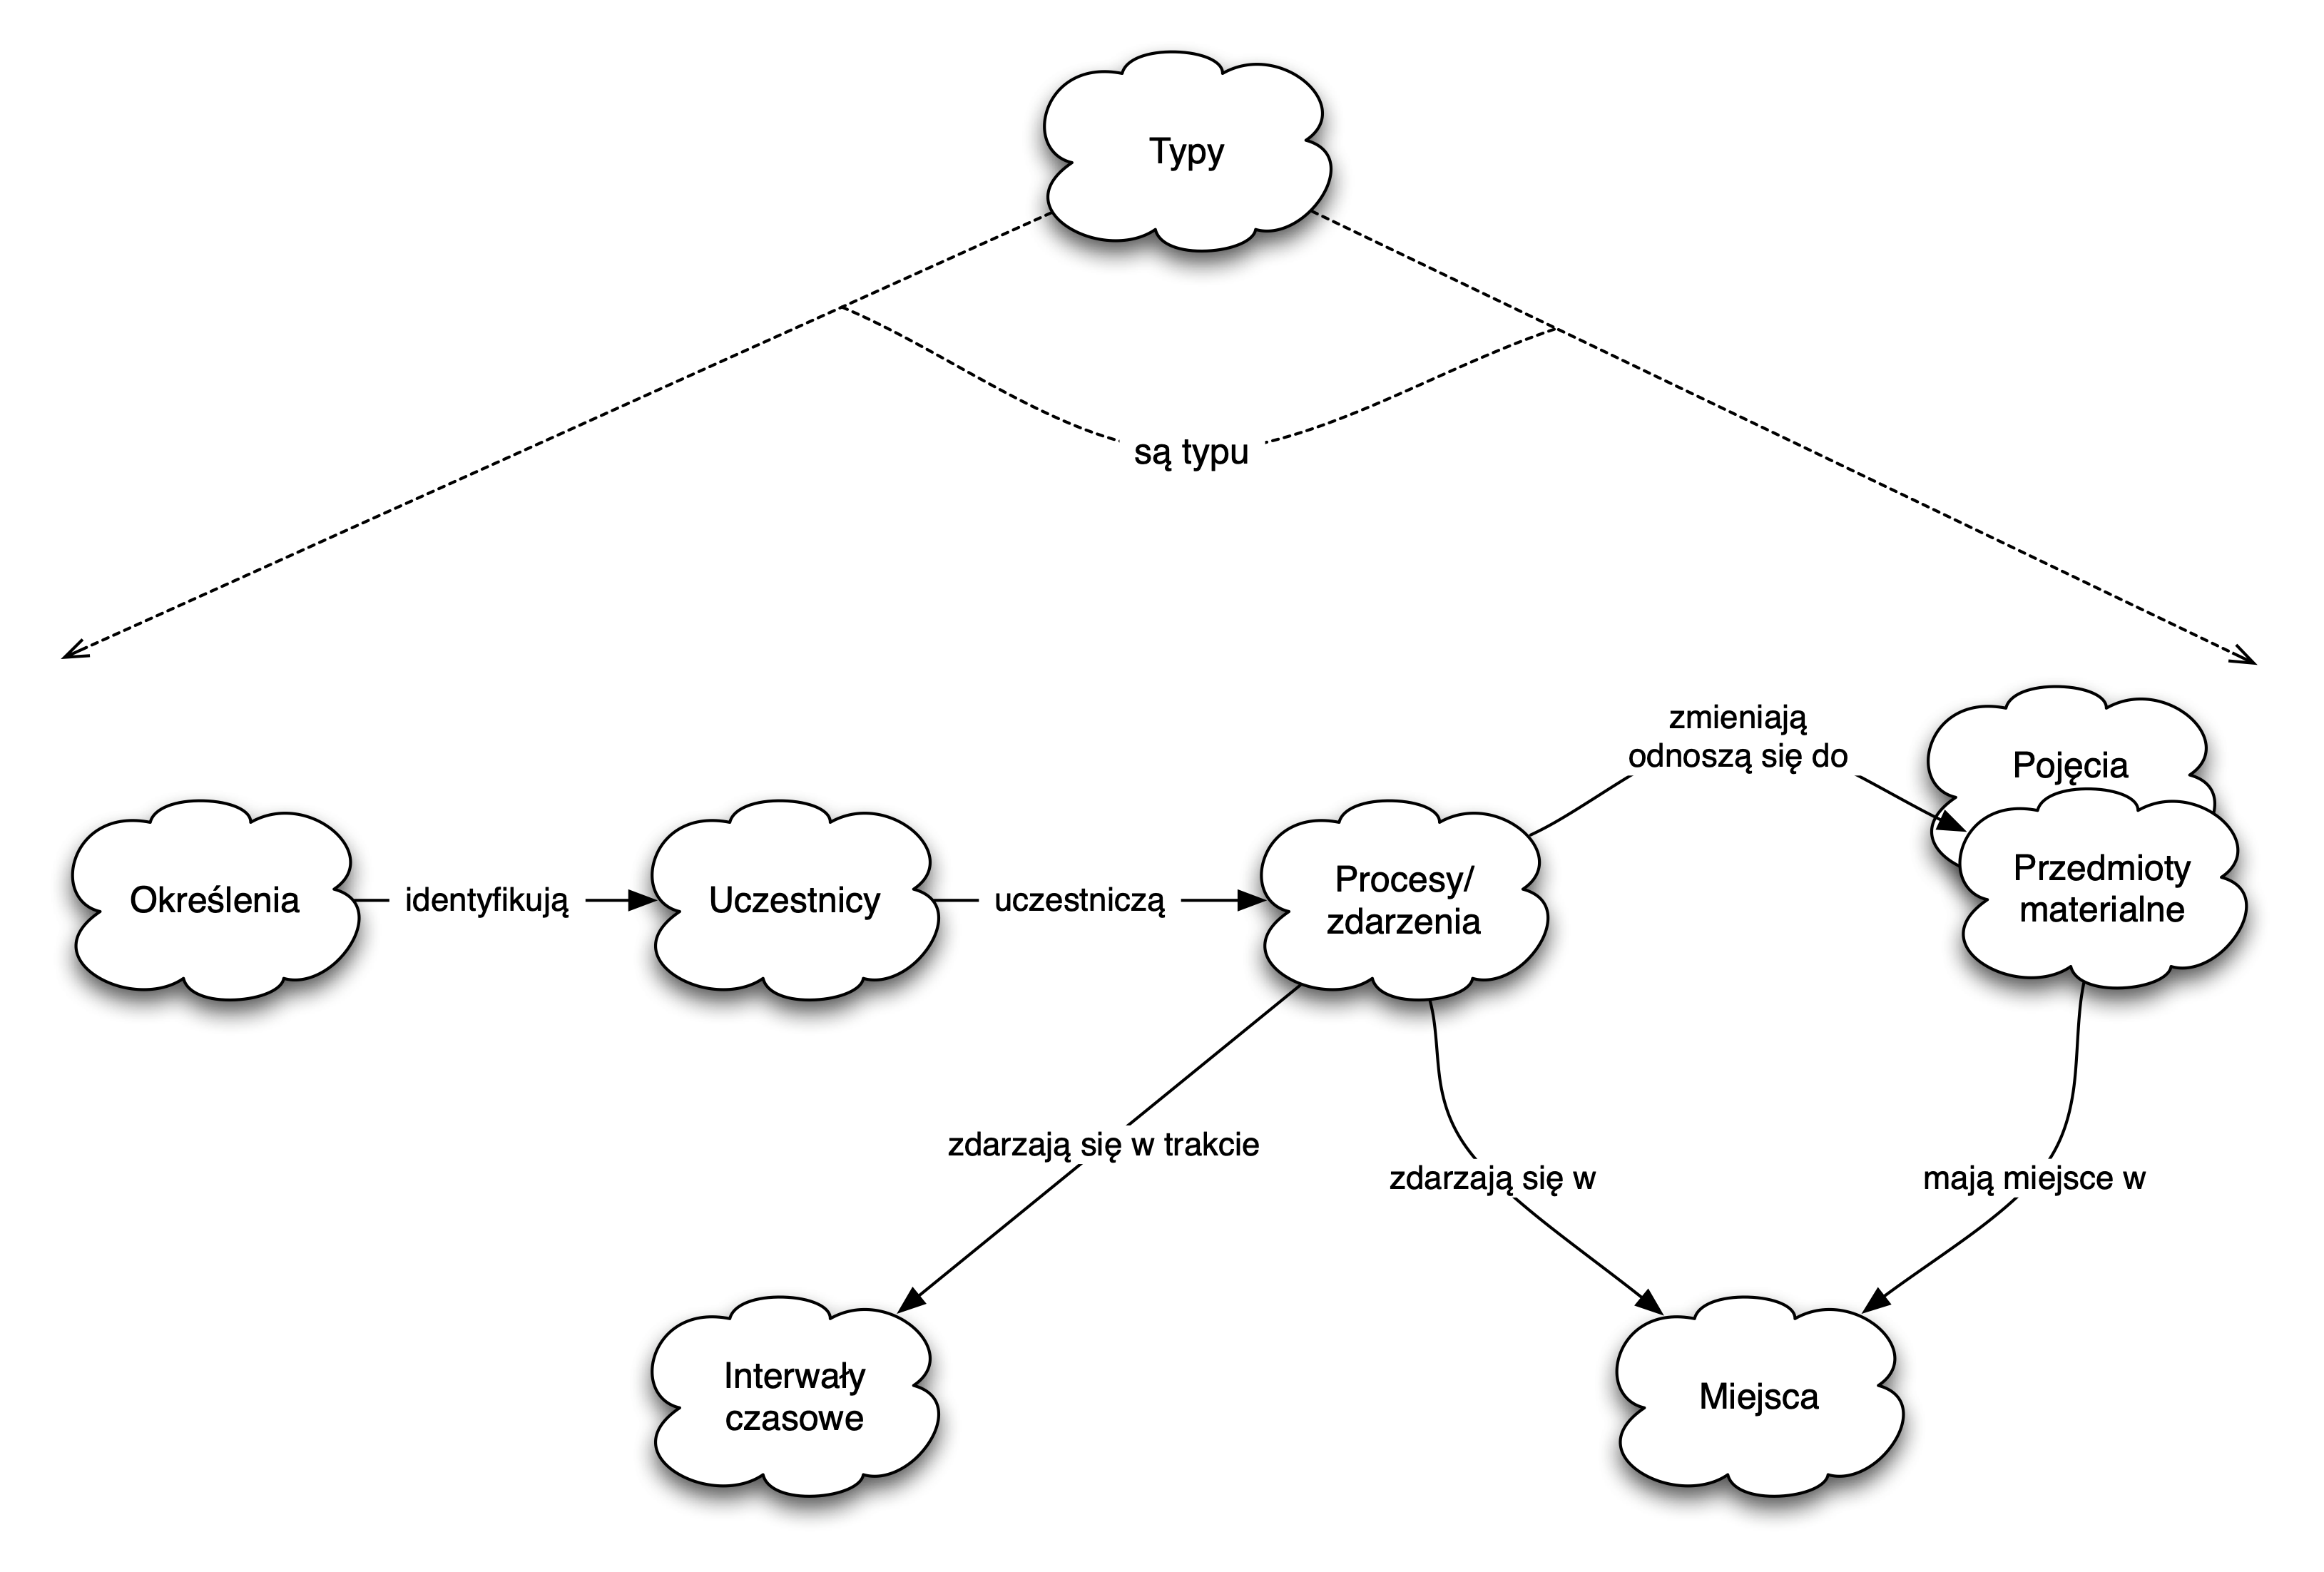 Typy
są typu
zmieniają
odnoszą się do
Pojęcia
Przedmioty
materialne
Określenia
identyfikują
Uczestnicy
uczestniczą
Procesy/
zdarzenia
zdarzają się w trakcie
zdarzają się w
mają miejsce w
Interwały
czasowe
Miejsca